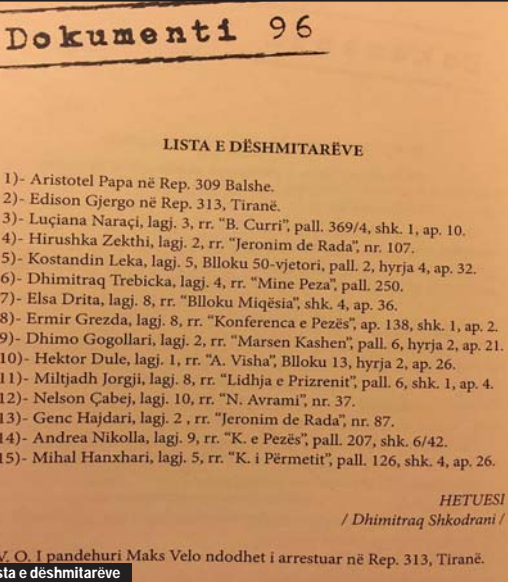 Dokumenti 96
LISTA E DËSHMITARËVE
1)- Aristotel Papa në Rep. 309 Balshe.
2)- Edison Gjergo në Rep. 313, Tiranë.
3)- Luçiana Naraçi, lagj. 3, rr. “B. Curri”, pall. 369/4, shk. 1, ap. 10.
4)- Hirushka Zekthi, lagj. 2, rr. “Jeronim de Rada”, nr. 107.
5)- Kostandin Leka, lagj. 5, Blloku 50-vjetori, pall. 2, hyrja 4, ap. 32.
6)- Dhimitraq Trebicka, lagj. 4, rr. “Mine Peza”, pall. 250.
7)- Elsa Drita, lagj. 8, rr. “Blloku Miqësia”, shk. 4, ap. 36.
8)- Ermir Grezda, lagj. 8, rr. “Konferenca e Pezës”, ap. 138, shk. 1, ap. 2.
9)- Dhimo Gogollari, lagj. 2, rr. “Marsen Kashen”, pall. 6, hyrja 2, ap. 21.
10)- Hektor Dule, lagj. 1, rr. “A. Visha”, Blloku 13, hyrja 2, ap. 26.
11)- Miltjadh Jorgji, lagj. 8, rr. “Lidhja e Prizrenit”, pall. 6, shk. 1, ap. 4.
12)- Nelson Çabej, lagj. 10, rr. “N. Avrami”, nr. 37.
13)- Genc Hajdari, lagj. 2 , rr. “Jeronim de Rada”, nr. 87.
14)- Andrea Nikolla, lagj. 9, rr. “K. e Pezës”, pall. 207, shk. 6/42.
15)- Mihal Hanxhari, lagj. 5, rr. “K. i Përmetit”, pall. 126, shk. 4, ap. 26.
HETUESI
/ Dhimitraq Shkodrani /
V. O. I pandehuri Maks Velo ndodhet i arrestuar në Rep. 313, Tiranë.
sta e dëshmitarëve